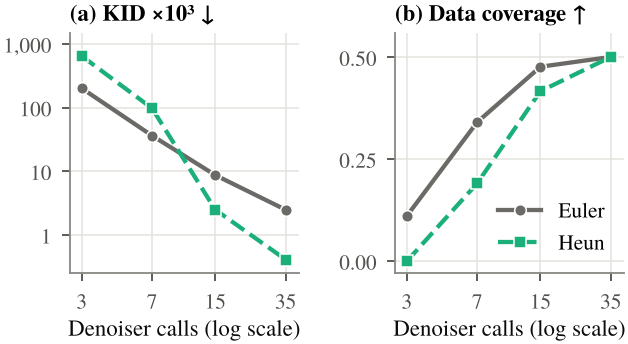 (a) KID ×10³ ↓
1,000
100
10
1
3 7 15 35
Denoiser calls (log scale)
(b) Data coverage ↑
0.50
0.25
0.00
Euler
Heun
3 7 15 35
Denoiser calls (log scale)